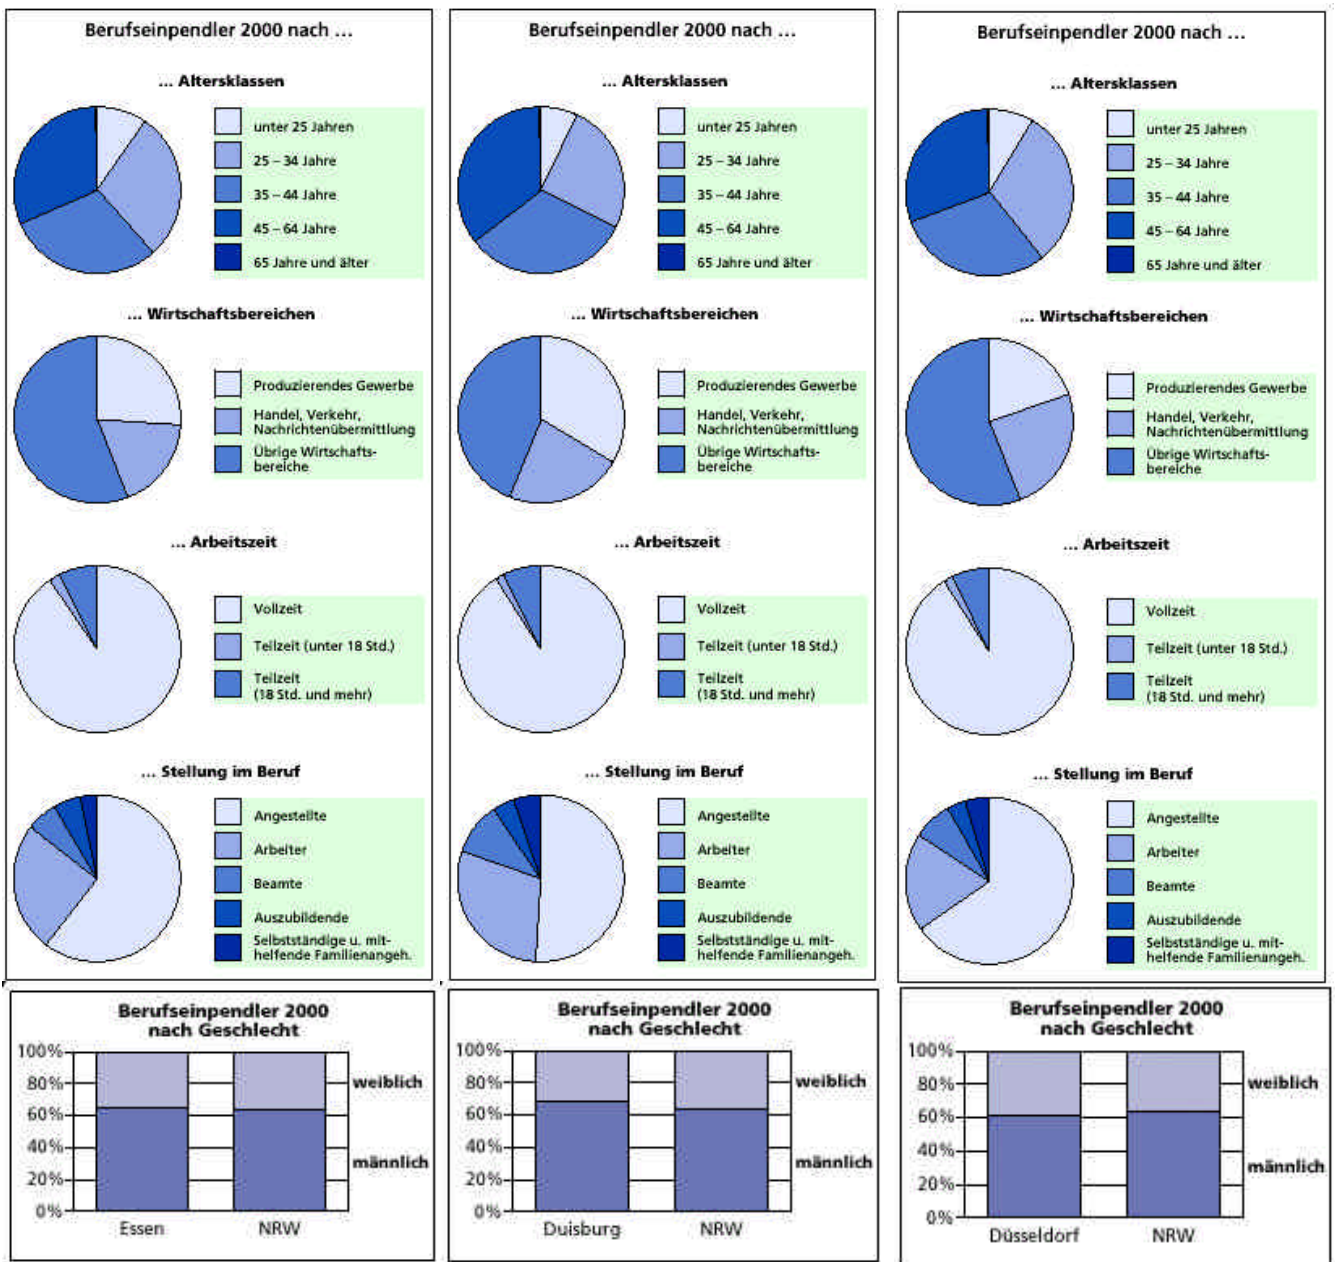 Berufseinpendler 2000 nach ...
... Altersklassen
unter 25 Jahren
25 – 34 Jahre
35 – 44 Jahre
45 – 64 Jahre
65 Jahre und älter
... Wirtschaftsbereichen
Produzierendes Gewerbe
Handel, Verkehr,
Nachrichtenübermittlung
Übrige Wirtschafts-
bereiche
... Arbeitszeit
Vollzeit
Teilzeit (unter 18 Std.)
Teilzeit
(18 Std. und mehr)
... Stellung im Beruf
Angestellte
Arbeiter
Beamte
Auszubildende
Selbstständige u. mit-
helfende Familienangeh.
Berufseinpendler 2000
nach Geschlecht
100%
80%
60%
40%
20%
0%
weiblich
männlich
Essen
NRW
Berufseinpendler 2000 nach ...
... Altersklassen
unter 25 Jahren
25 – 34 Jahre
35 – 44 Jahre
45 – 64 Jahre
65 Jahre und älter
... Wirtschaftsbereichen
Produzierendes Gewerbe
Handel, Verkehr,
Nachrichtenübermittlung
Übrige Wirtschafts-
bereiche
... Arbeitszeit
Vollzeit
Teilzeit (unter 18 Std.)
Teilzeit
(18 Std. und mehr)
... Stellung im Beruf
Angestellte
Arbeiter
Beamte
Auszubildende
Selbstständige u. mit-
helfende Familienangeh.
Berufseinpendler 2000
nach Geschlecht
100%
80%
60%
40%
20%
0%
weiblich
männlich
Duisburg
NRW
Berufseinpendler 2000 nach ...
... Altersklassen
unter 25 Jahren
25 – 34 Jahre
35 – 44 Jahre
45 – 64 Jahre
65 Jahre und älter
... Wirtschaftsbereichen
Produzierendes Gewerbe
Handel, Verkehr,
Nachrichtenübermittlung
Übrige Wirtschafts-
bereiche
... Arbeitszeit
Vollzeit
Teilzeit (unter 18 Std.)
Teilzeit
(18 Std. und mehr)
... Stellung im Beruf
Angestellte
Arbeiter
Beamte
Auszubildende
Selbstständige u. mit-
helfende Familienangeh.
Berufseinpendler 2000
nach Geschlecht
100%
80%
60%
40%
20%
0%
weiblich
männlich
Düsseldorf
NRW